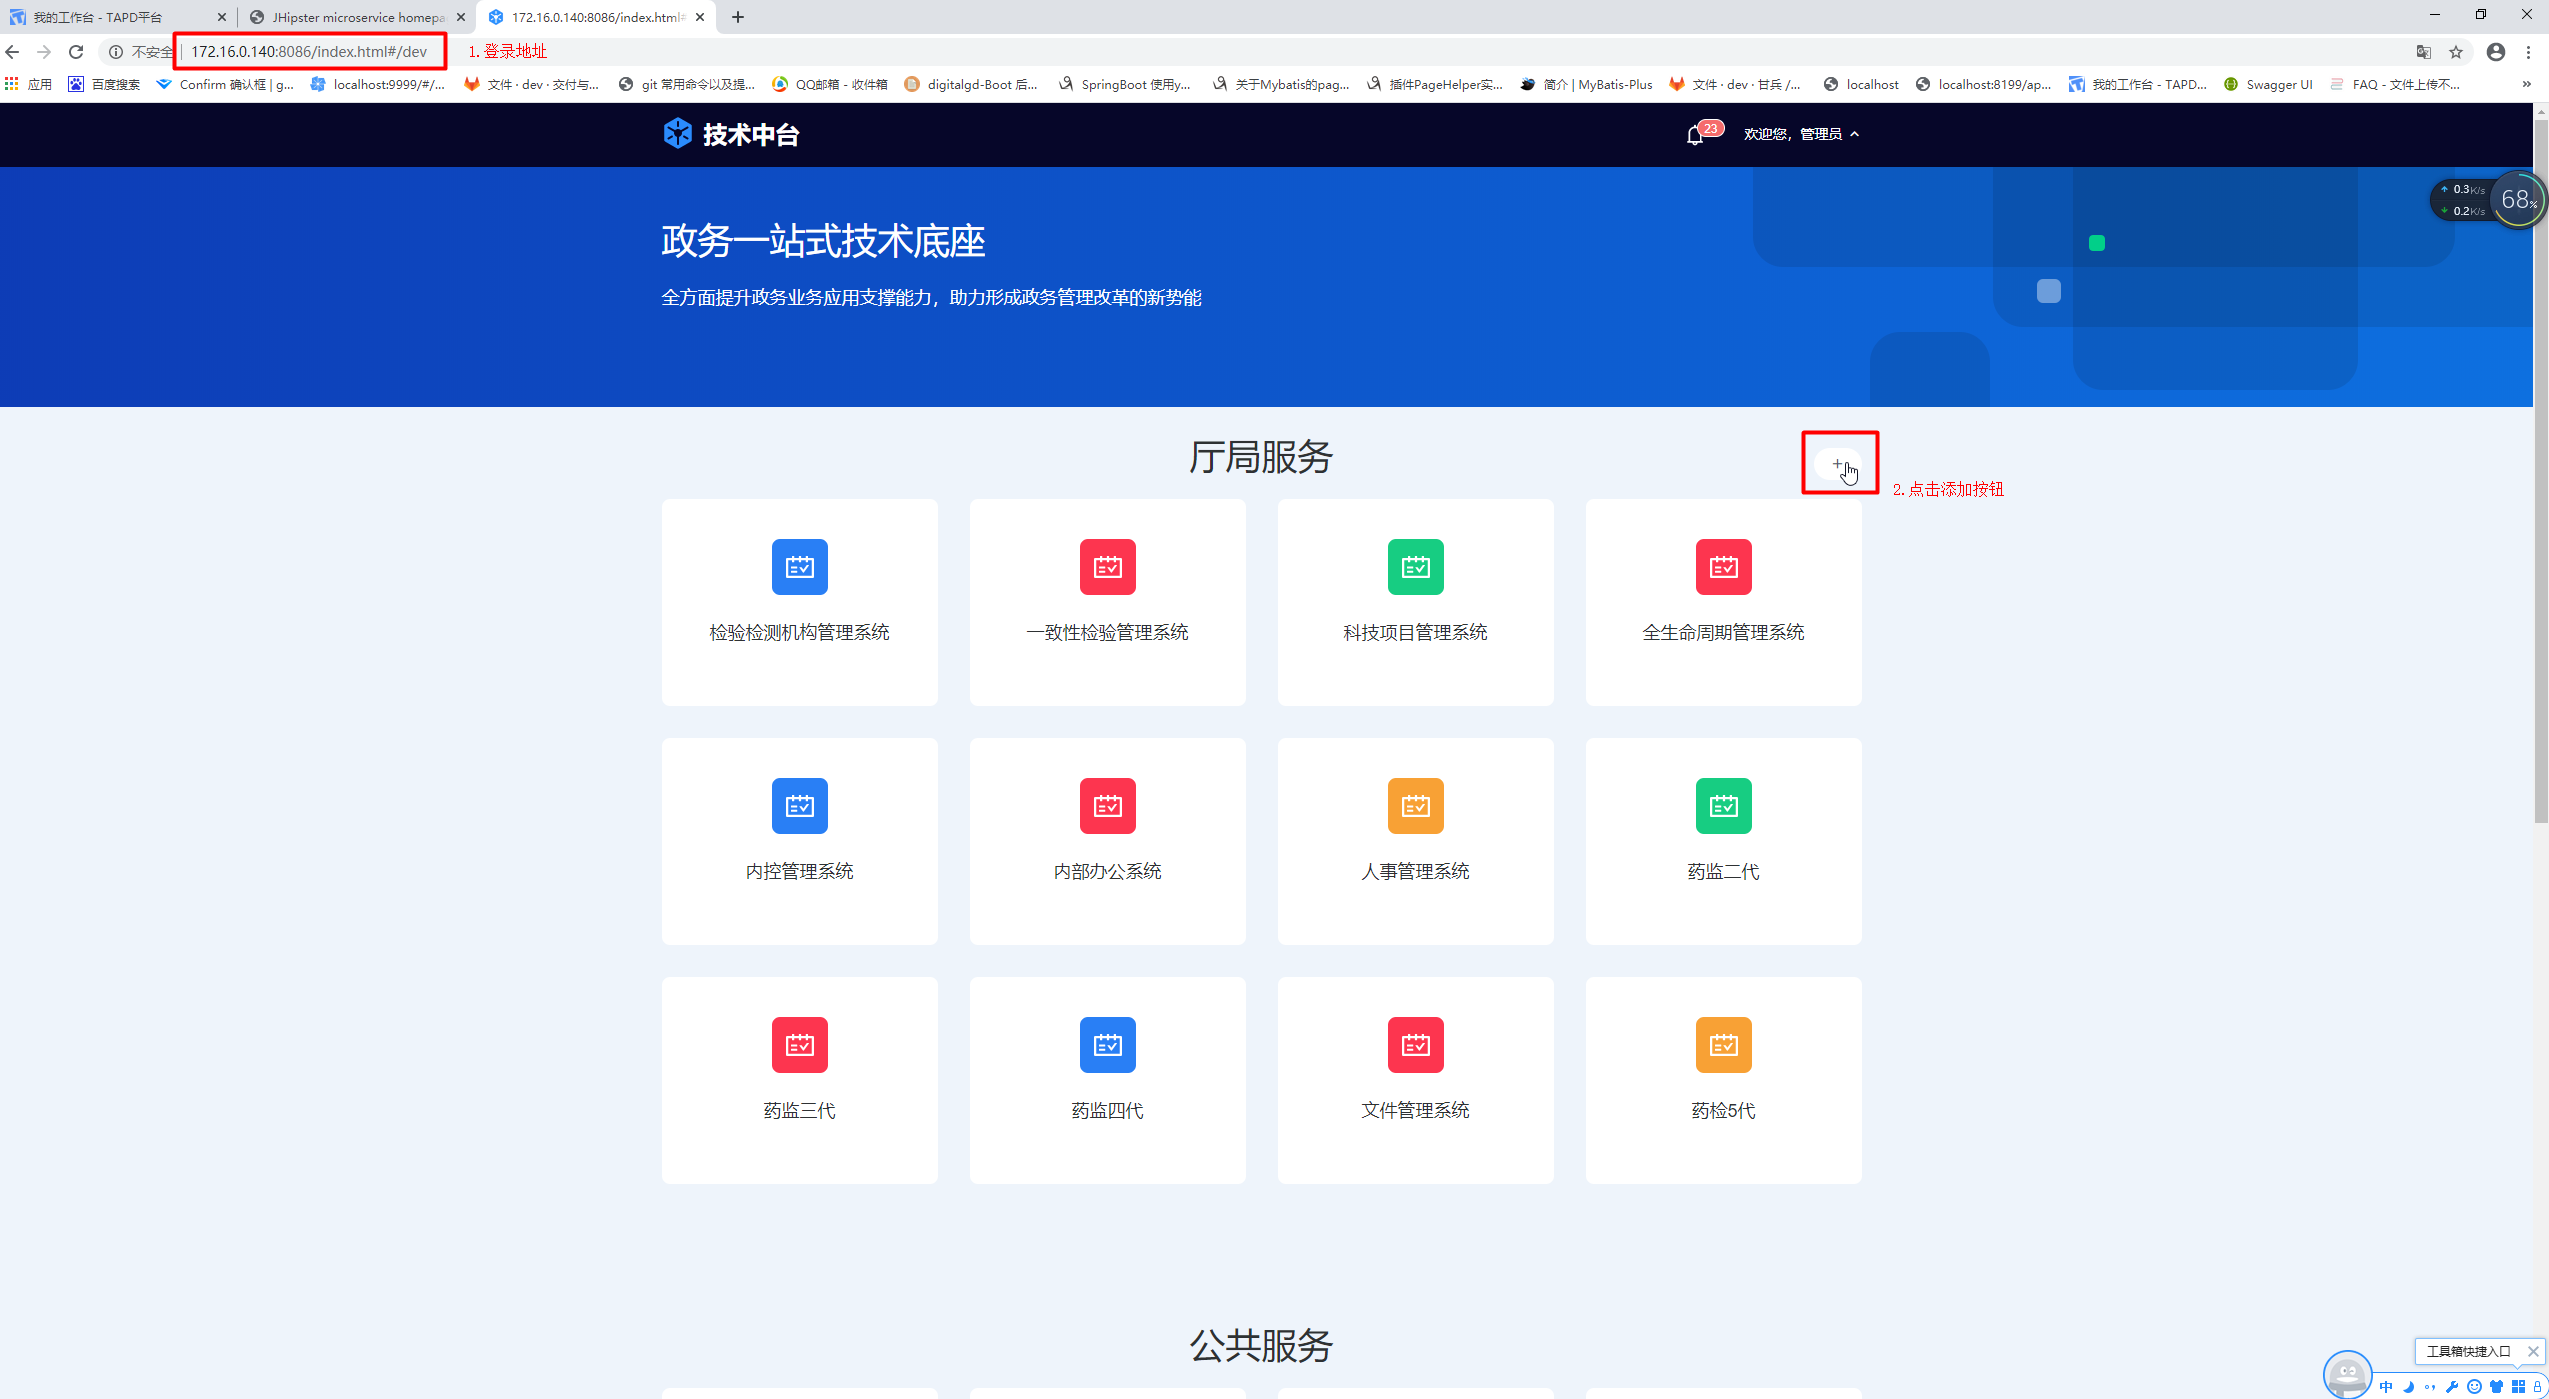 我的工作台 - TAPD平台
JHipster microservice homepa
172.16.0.140:8086/index.html#
不安全
172.16.0.140:8086/index.html#/dev
1. 登录地址
应用
百度搜索
Confirm 确认框 | g...
localhost:9999/#/...
文件 · dev · 交付与...
git 常用命令以及提...
QQ邮箱 - 收件箱
digitalgd-Boot 后...
SpringBoot 使用y...
关于Mybatis的pag...
插件PageHelper实...
简介 | MyBatis-Plus
文件 · dev · 甘兵 /...
localhost
localhost:8199/ap...
我的工作台 - TAPD...
Swagger UI
FAQ - 文件上传不...
»
技术中台
23
欢迎您，管理员
0.3K/s
0.2K/s
68%
政务一站式技术底座
全方面提升政务业务应用支撑能力，助力形成政务管理改革的新势能
厅局服务
+
2. 点击添加按钮
检验检测机构管理系统
一致性检验管理系统
科技项目管理系统
全生命周期管理系统
内控管理系统
内部办公系统
人事管理系统
药监二代
药监三代
药监四代
文件管理系统
药检5代
公共服务
工具箱快捷入口
中